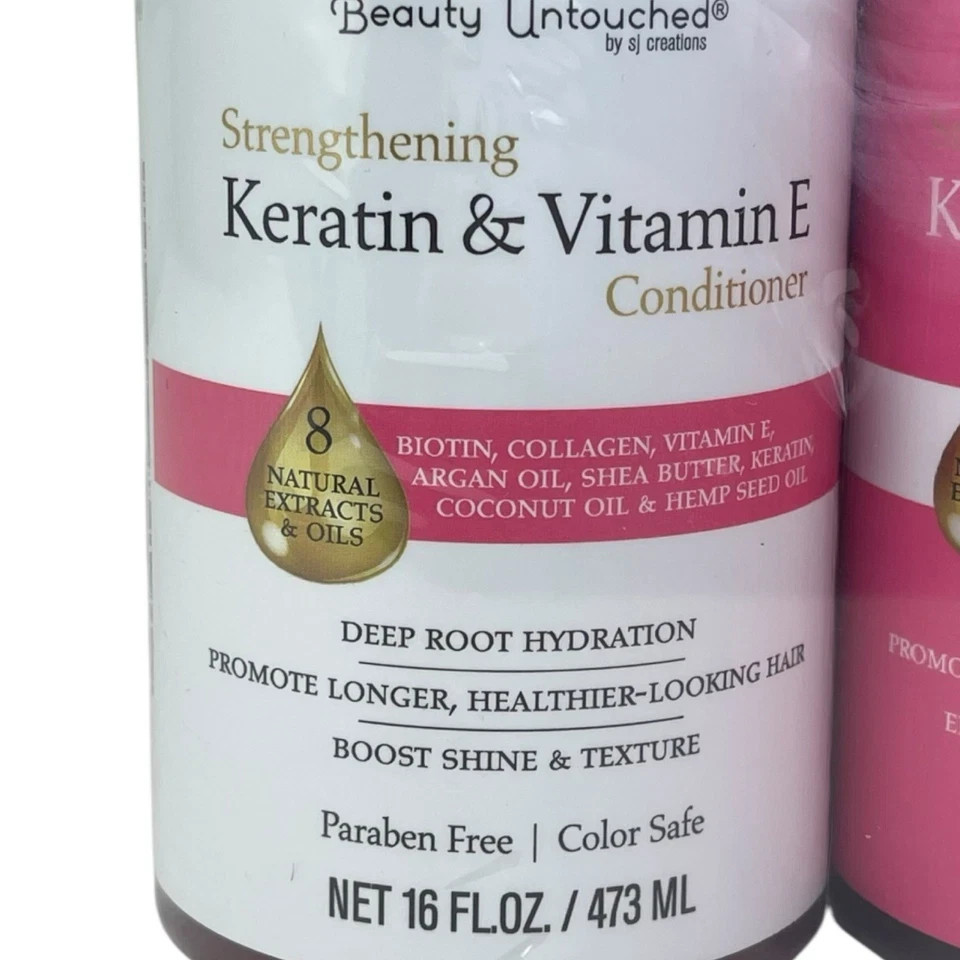 Beauty Untouched®
by sj creations
Strengthening
Keratin & Vitamin E
Conditioner
8
NATURAL
EXTRACTS
& OILS
BIOTIN, COLLAGEN, VITAMIN E,
ARGAN OIL, SHEA BUTTER, KERATIN,
COCONUT OIL & HEMP SEED OIL
DEEP ROOT HYDRATION
PROMOTE LONGER, HEALTHIER-LOOKING HAIR
BOOST SHINE & TEXTURE
Paraben Free | Color Safe
NET 16 FL.OZ. / 473 ML
K
PROMO